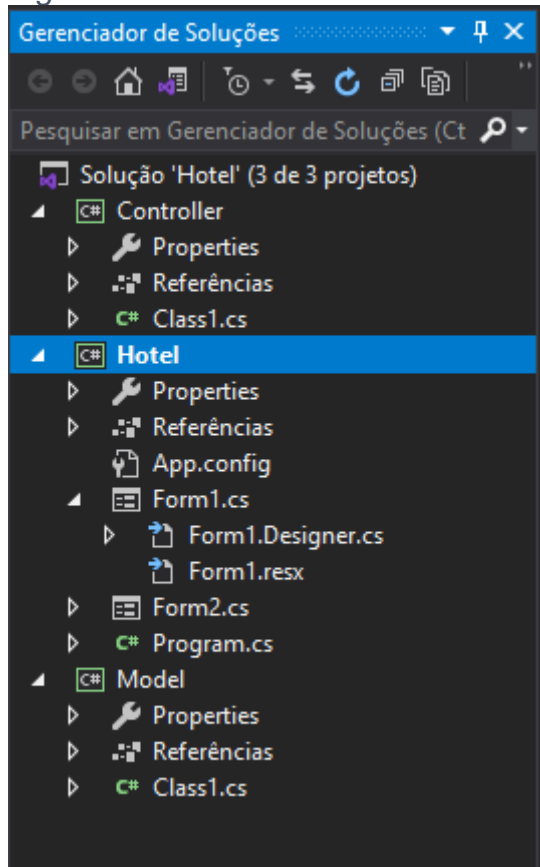 Gerenciador de Soluções
Pesquisar em Gerenciador de Soluções (Ct
Solução 'Hotel' (3 de 3 projetos)
C# Controller
Properties
Referências
C# Class1.cs
C# Hotel
Properties
Referências
App.config
Form1.cs
Form1.Designer.cs
Form1.resx
Form2.cs
C# Program.cs
C# Model
Properties
Referências
C# Class1.cs